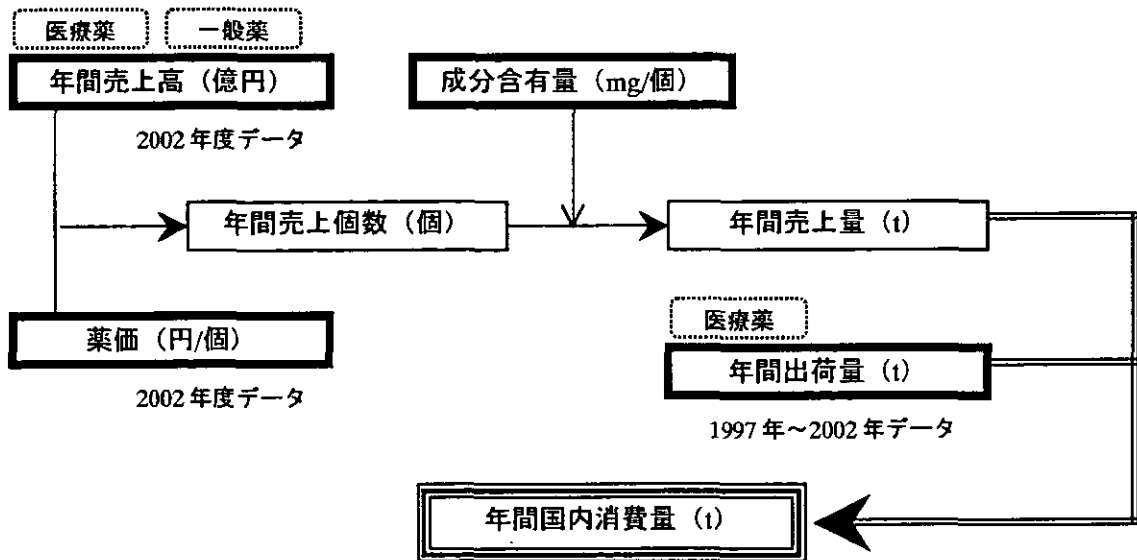 医療薬
一般薬
年間売上高（億円）
成分含有量（mg/個）
2002年度データ
年間売上個数（個）
年間売上量（t）
医療薬
薬価（円/個）
年間出荷量（t）
2002年度データ
1997年～2002年データ
年間国内消費量（t）